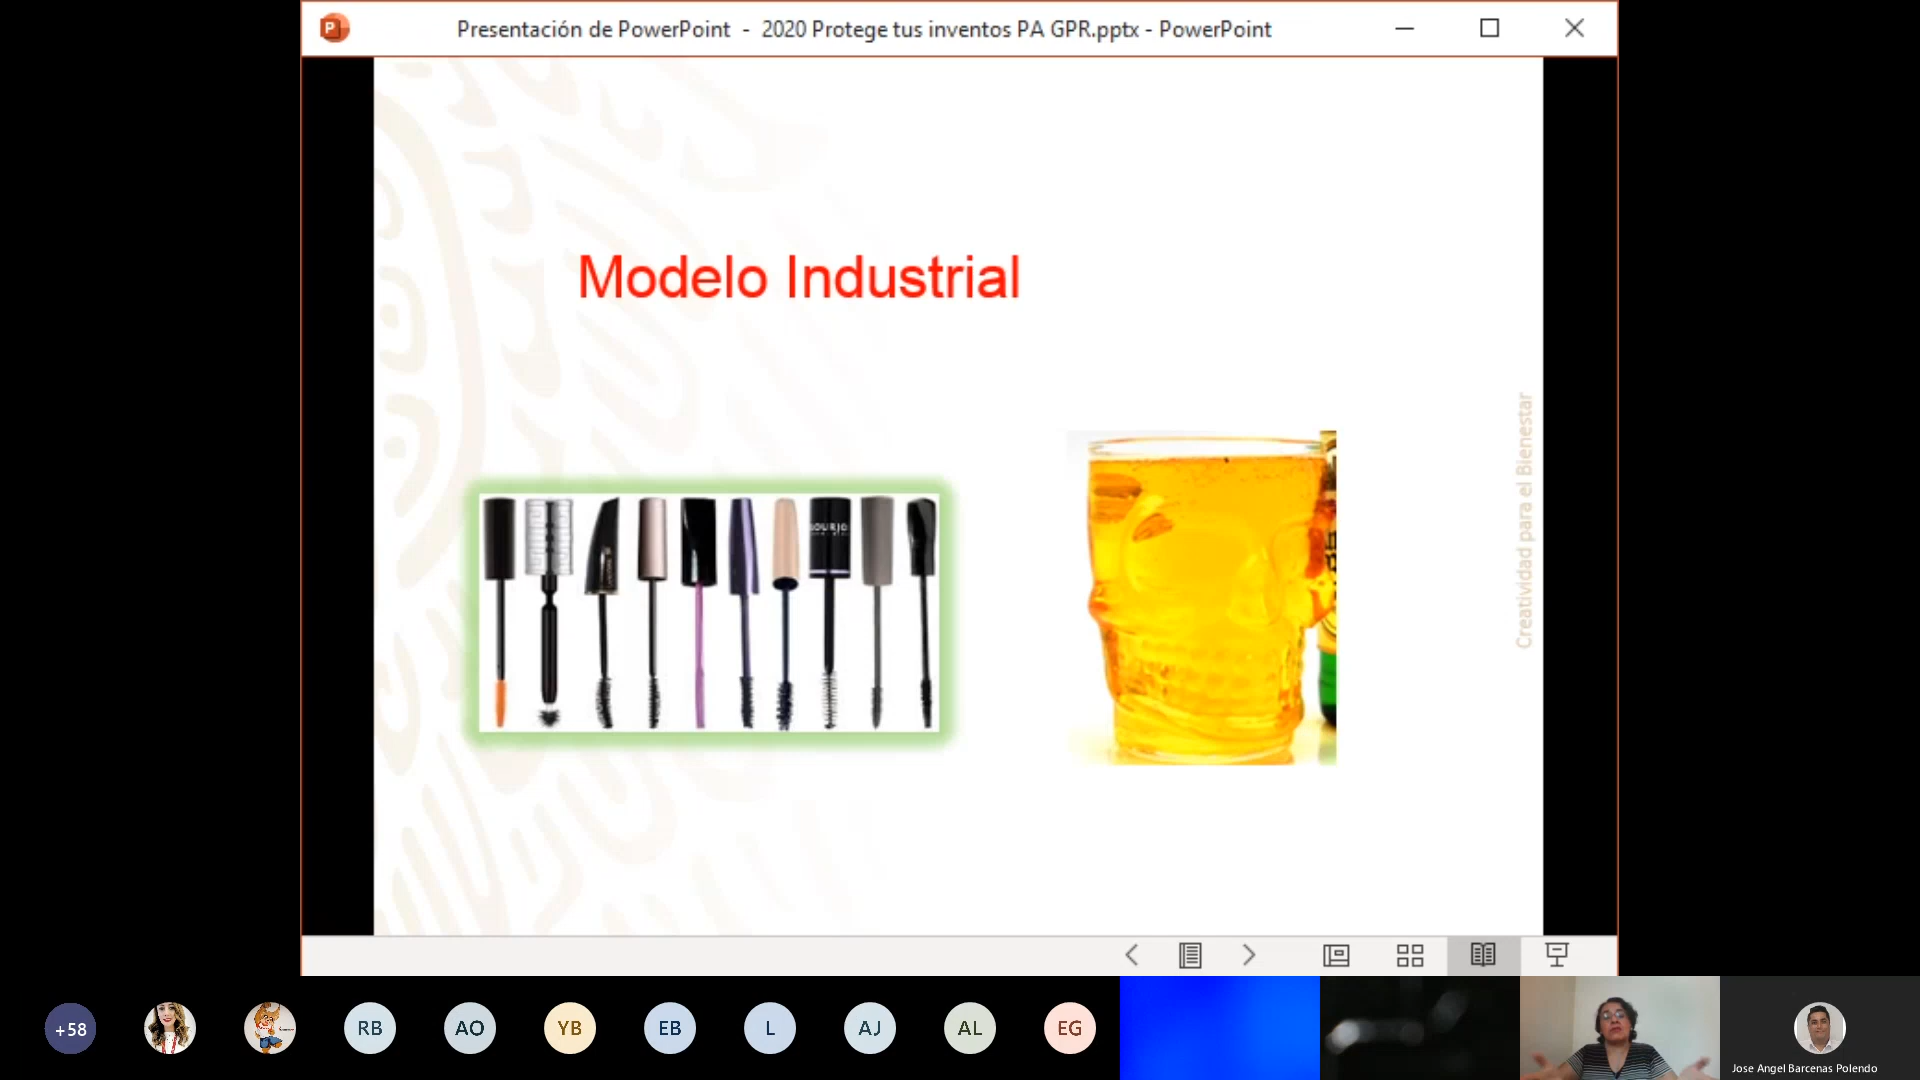 Presentación de PowerPoint - 2020 Protege tus inventos PA GPR.pptx - PowerPoint
Modelo Industrial
Creatividad para el Bienestar
+58
RB
AO
YB
EB
L
AJ
AL
EG
Jose Angel Barcenas Polendo